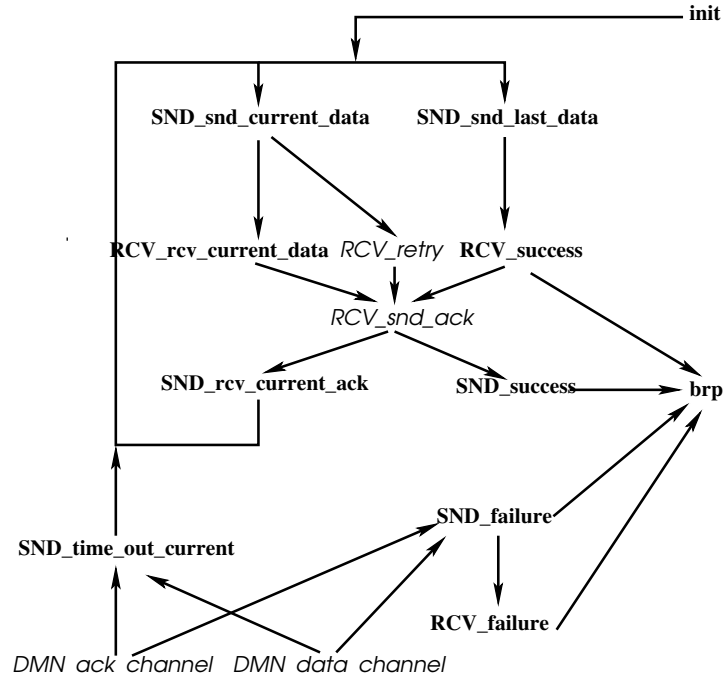 init
SND_snd_current_data SND_snd_last_data
RCV_rcv_current_data RCV_retry RCV_success
RCV_snd_ack
SND_rcv_current_ack SND_success brp
SND_failure
SND_time_out_current
RCV_failure
DMN ack channel DMN data channel